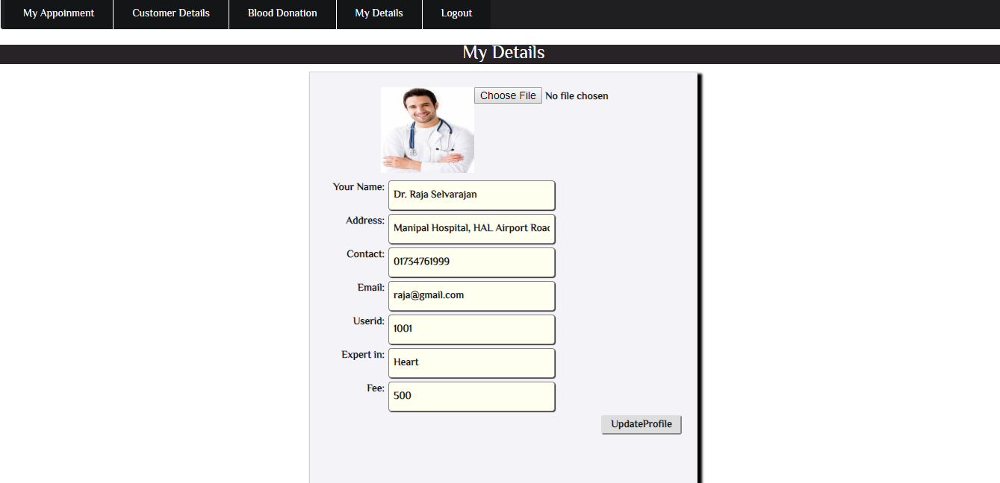 My Appoinment Customer Details Blood Donation My Details Logout
My Details
Choose File No file chosen
Your Name: Dr. Raja Selvarajan
Address: Manipal Hospital, HAL Airport Road
Contact: 01734761999
Email: raja@gmail.com
Userid: 1001
Expert in: Heart
Fee: 500
UpdateProfile